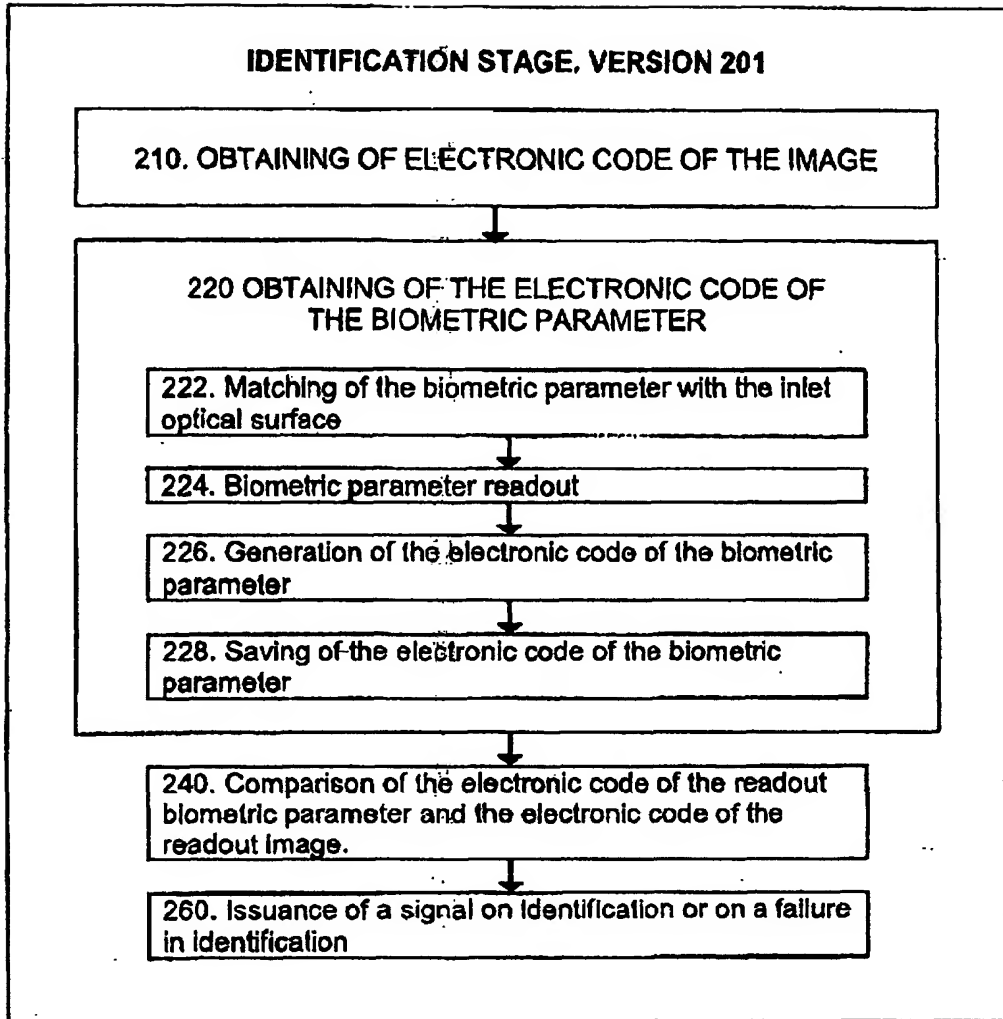 IDENTIFICATION STAGE. VERSION 201
210. OBTAINING OF ELECTRONIC CODE OF THE IMAGE
220 OBTAINING OF THE ELECTRONIC CODE OF
THE BIOMETRIC PARAMETER
222. Matching of the biometric parameter with the inlet
optical surface
224. Biometric parameter readout
226. Generation of the electronic code of the biometric
parameter
228. Saving of the electronic code of the biometric
parameter
240. Comparison of the electronic code of the readout
biometric parameter and the electronic code of the
readout image.
260. Issuance of a signal on identification or on a failure
in identification